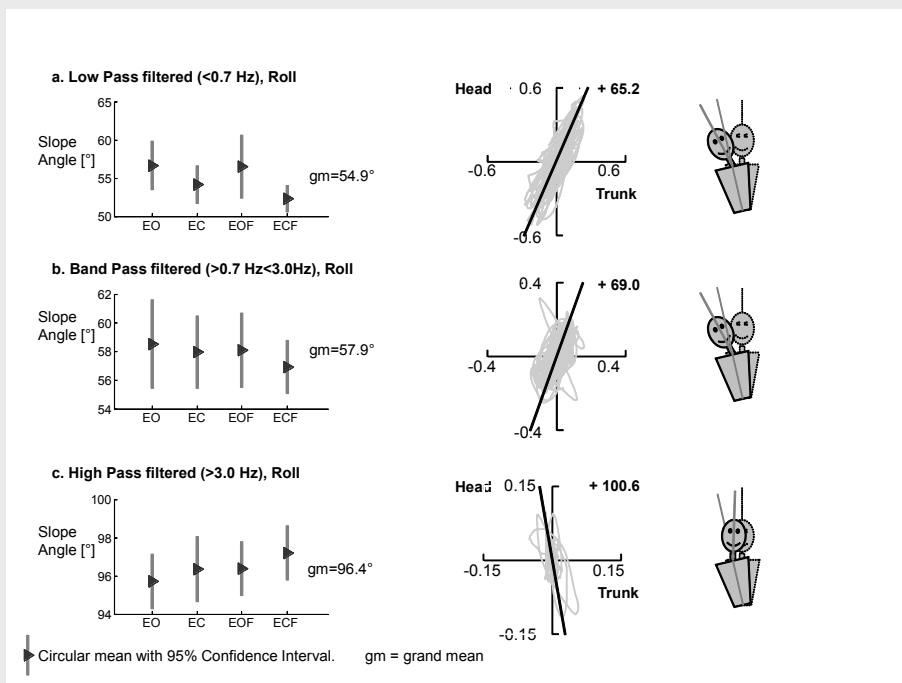 a. Low Pass filtered (<0.7 Hz), Roll
65
60
55
50
Slope
Angle [°]
gm=54.9°
EO EC EOF ECF
Head 0.6 + 65.2
-0.6 0.6
Trunk
-0.6
b. Band Pass filtered (>0.7 Hz<3.0Hz), Roll
62
60
58
56
54
Slope
Angle [°]
gm=57.9°
EO EC EOF ECF
0.4 + 69.0
-0.4 0.4
-0.4
c. High Pass filtered (>3.0 Hz), Roll
100
98
96
94
Slope
Angle [°]
gm=96.4°
EO EC EOF ECF
Head 0.15 + 100.6
-0.15 0.15
Trunk
-0.15
Circular mean with 95% Confidence Interval. gm = grand mean